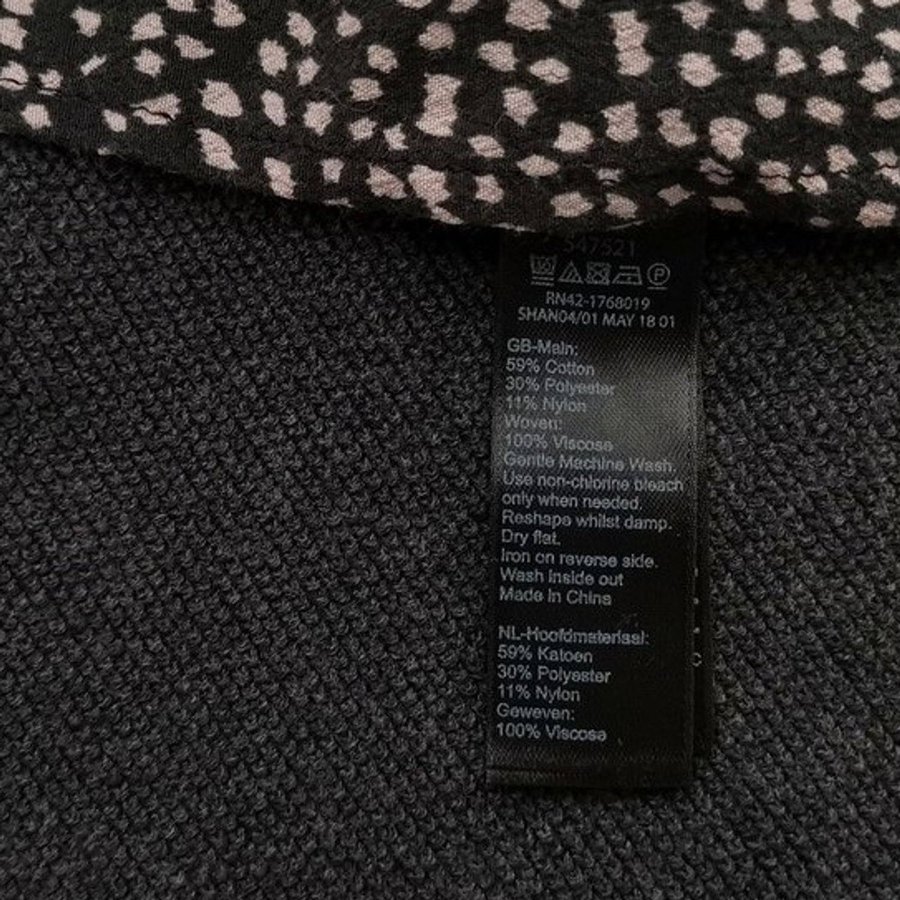 547521
RN42-1768019
SHAN04/01 MAY 18 01
GB-Main:
59% Cotton
30% Polyester
11% Nylon
Woven:
100% Viscose
Gentle Machine Wash.
Use non-chlorine bleach
only when needed.
Reshape whilst damp.
Dry flat.
Iron on reverse side.
Wash inside out
Made in China
NL-Hoofdmateriaal:
59% Katoen
30% Polyester
11% Nylon
Geweven:
100% Viscose